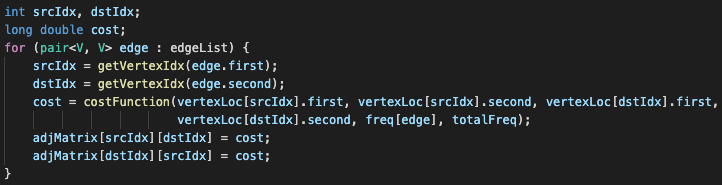 int srcIdx, dstIdx;
long double cost;
for (pair<V, V> edge : edgeList) {
    srcIdx = getVertexIdx(edge.first);
    dstIdx = getVertexIdx(edge.second);
    cost = costFunction(vertexLoc[srcIdx].first, vertexLoc[srcIdx].second, vertexLoc[dstIdx].first,
                        vertexLoc[dstIdx].second, freq[edge], totalFreq);
    adjMatrix[srcIdx][dstIdx] = cost;
    adjMatrix[dstIdx][srcIdx] = cost;
}